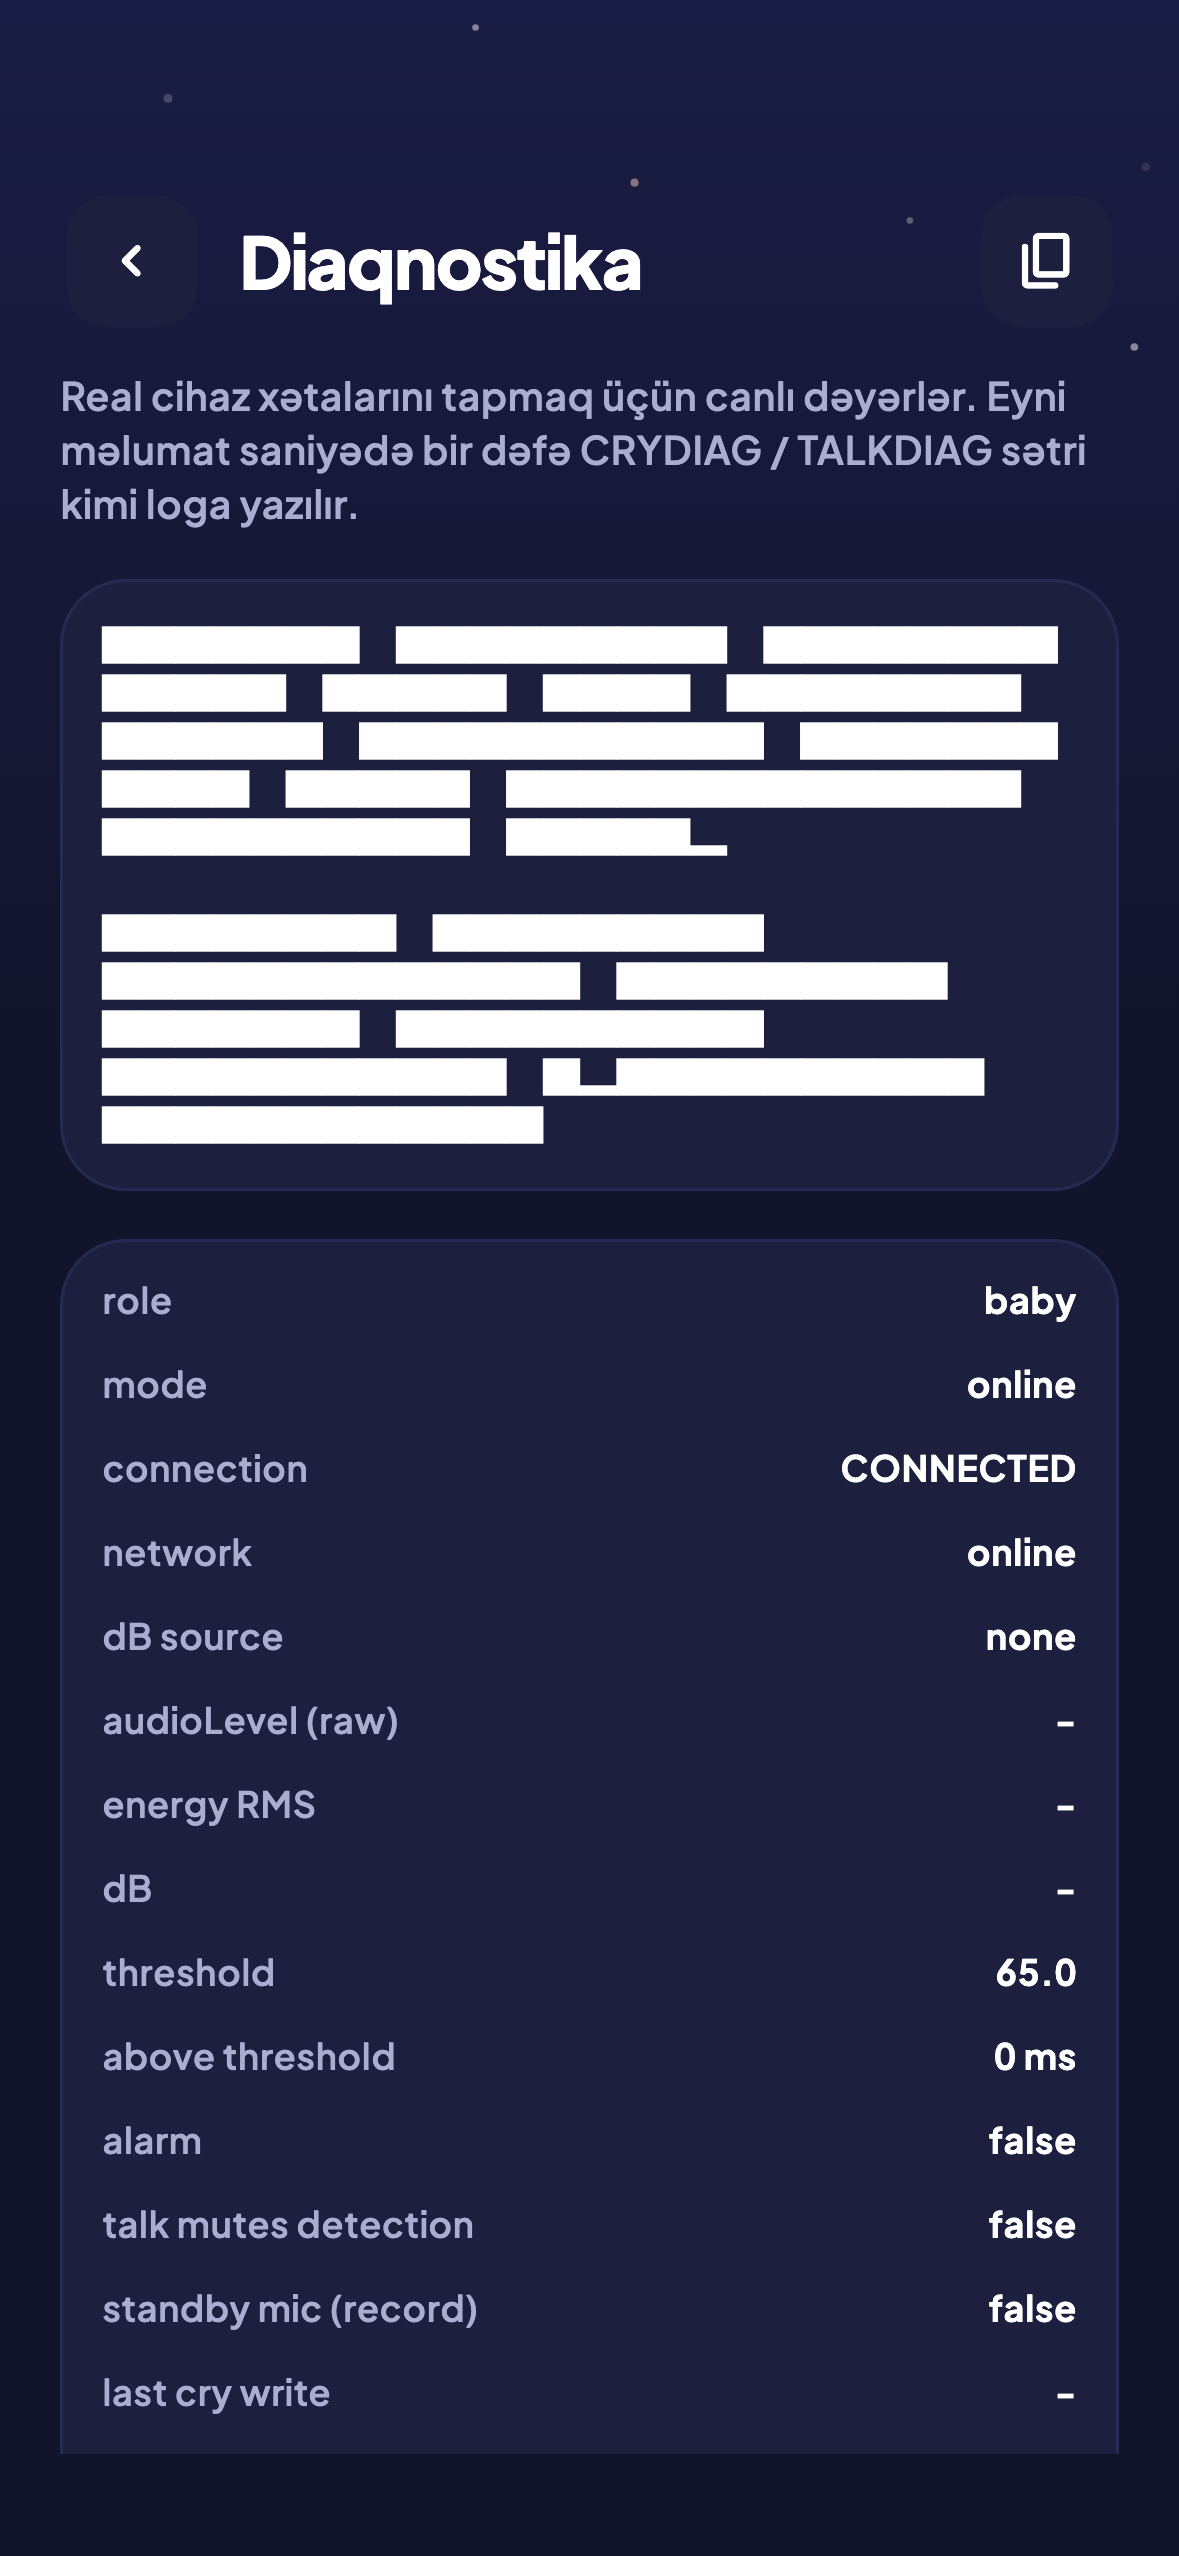 Diaqnostika
Real cihaz xətalarını tapmaq üçün canlı dəyərlər. Eyni
məlumat saniyədə bir dəfə CRYDIAG / TALKDIAG sətri
kimi loga yazılır.
role baby
mode online
connection CONNECTED
network online
dB source none
audioLevel (raw) –
energy RMS –
dB –
threshold 65.0
above threshold 0 ms
alarm false
talk mutes detection false
standby mic (record) false
last cry write –